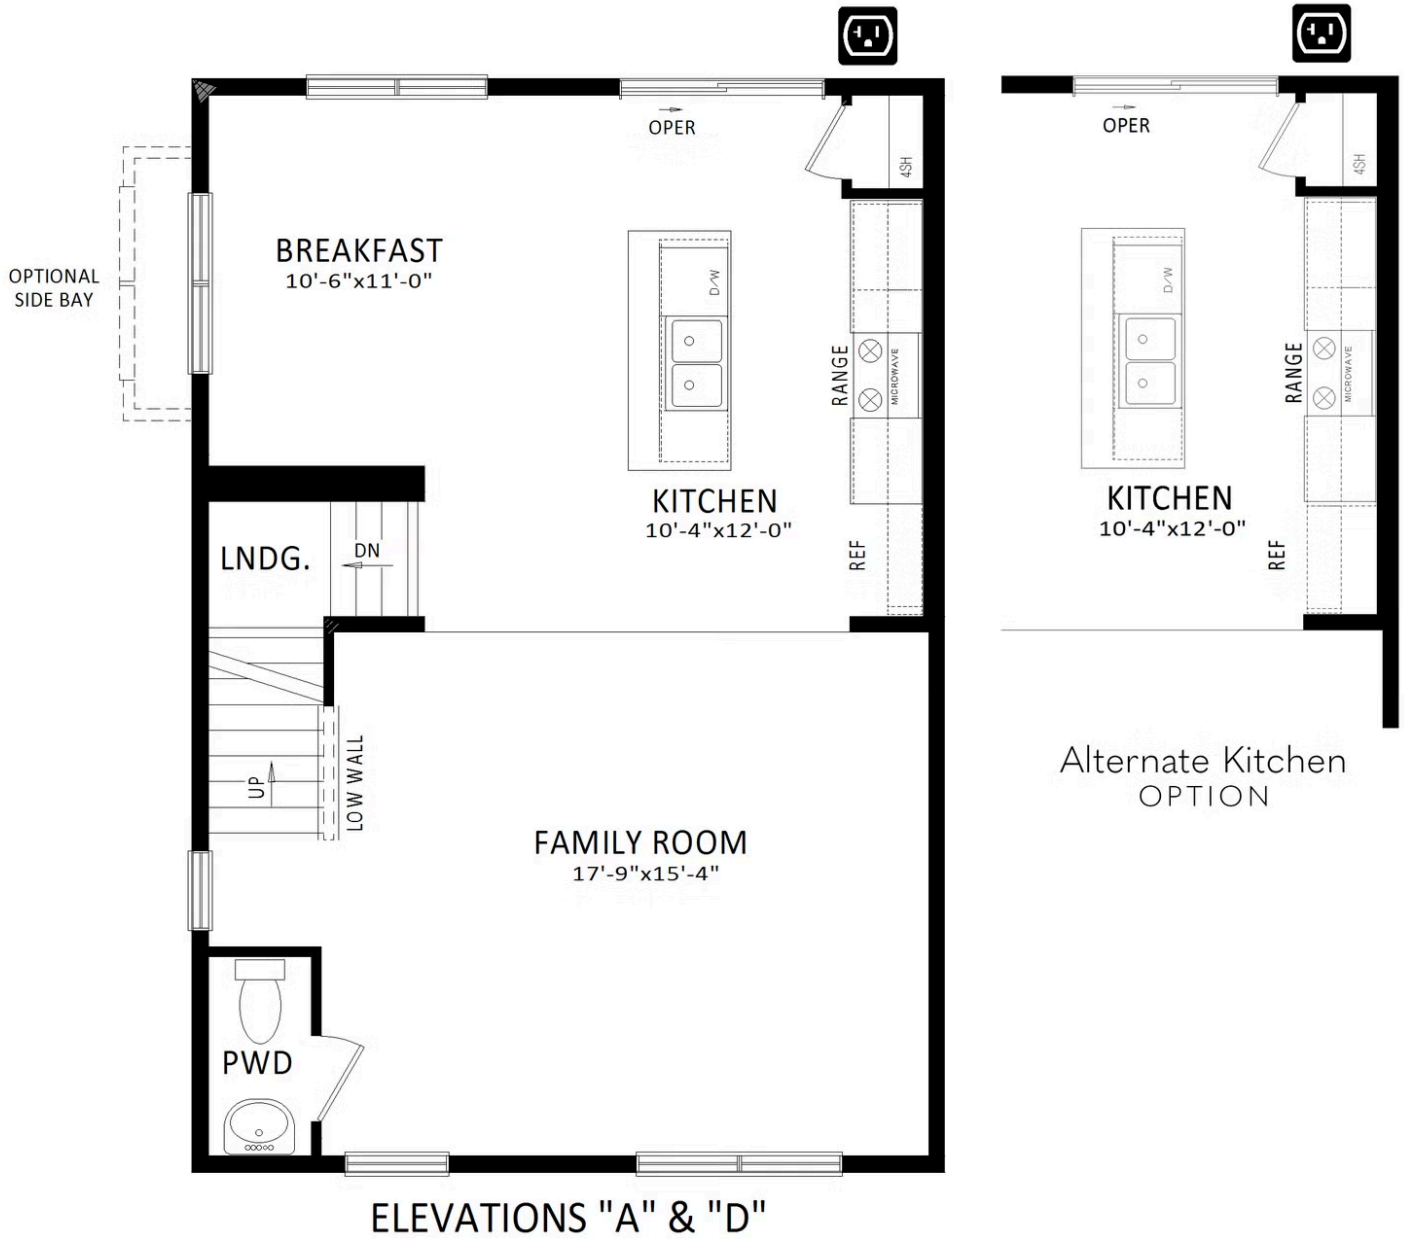 OPER
4SH
OPTIONAL
SIDE BAY
BREAKFAST
10'-6"x11'-0"
D/W
RANGE
MICROWAVE
KITCHEN
10'-4"x12'-0"
REF
LNDG.
DN
UP
LOW WALL
FAMILY ROOM
17'-9"x15'-4"
PWD
ELEVATIONS "A" & "D"
OPER
4SH
D/W
RANGE
MICROWAVE
KITCHEN
10'-4"x12'-0"
REF
Alternate Kitchen
OPTION